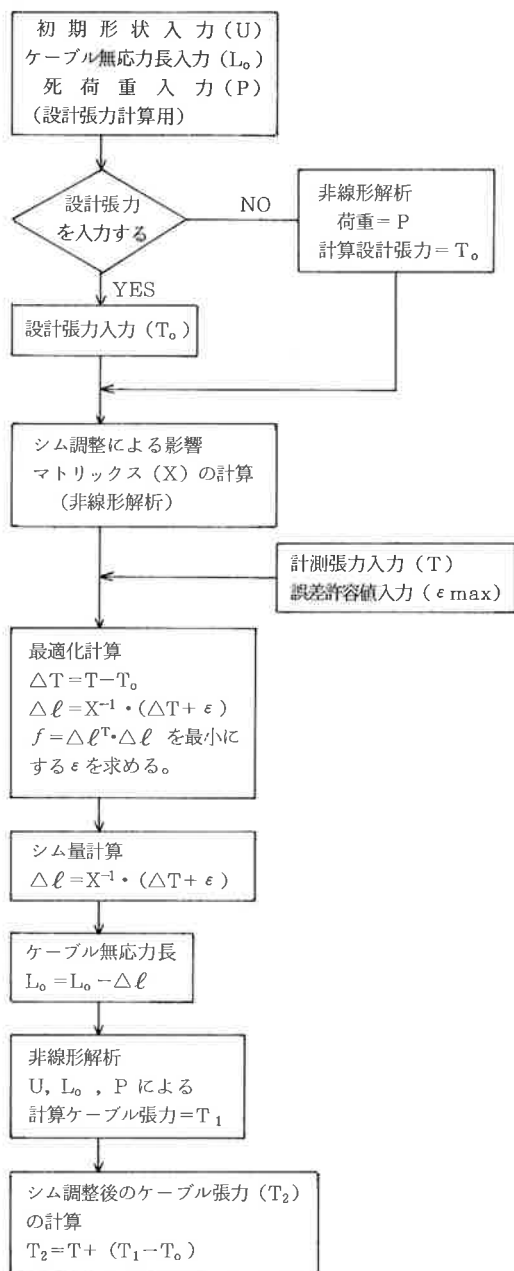 初期形状入力(U)
ケーブル無応力長入力(L₀)
死荷重入力(P)
(設計張力計算用)
設計張力
を入力する
NO
非線形解析
荷重=P
計算設計張力=T₀
YES
設計張力入力(T₀)
シム調整による影響
マトリックス(X)の計算
(非線形解析)
計測張力入力(T)
誤差許容値入力(εmax)
最適化計算
△T=T−T₀
△ℓ=X⁻¹・(△T+ε)
f=△ℓᵀ・△ℓ を最小に
するεを求める。
シム量計算
△ℓ=X⁻¹・(△T+ε)
ケーブル無応力長
L₀=L₀−△ℓ
非線形解析
U, L₀ , P による
計算ケーブル張力=T₁
シム調整後のケーブル張力(T₂)
の計算
T₂=T+(T₁−T₀)